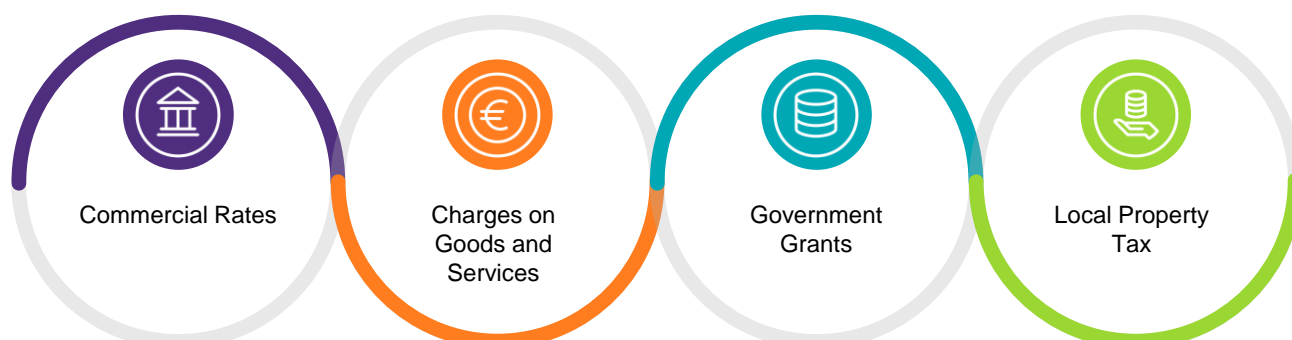 Commercial Rates
Charges on
Goods and
Services
Government
Grants
Local Property
Tax